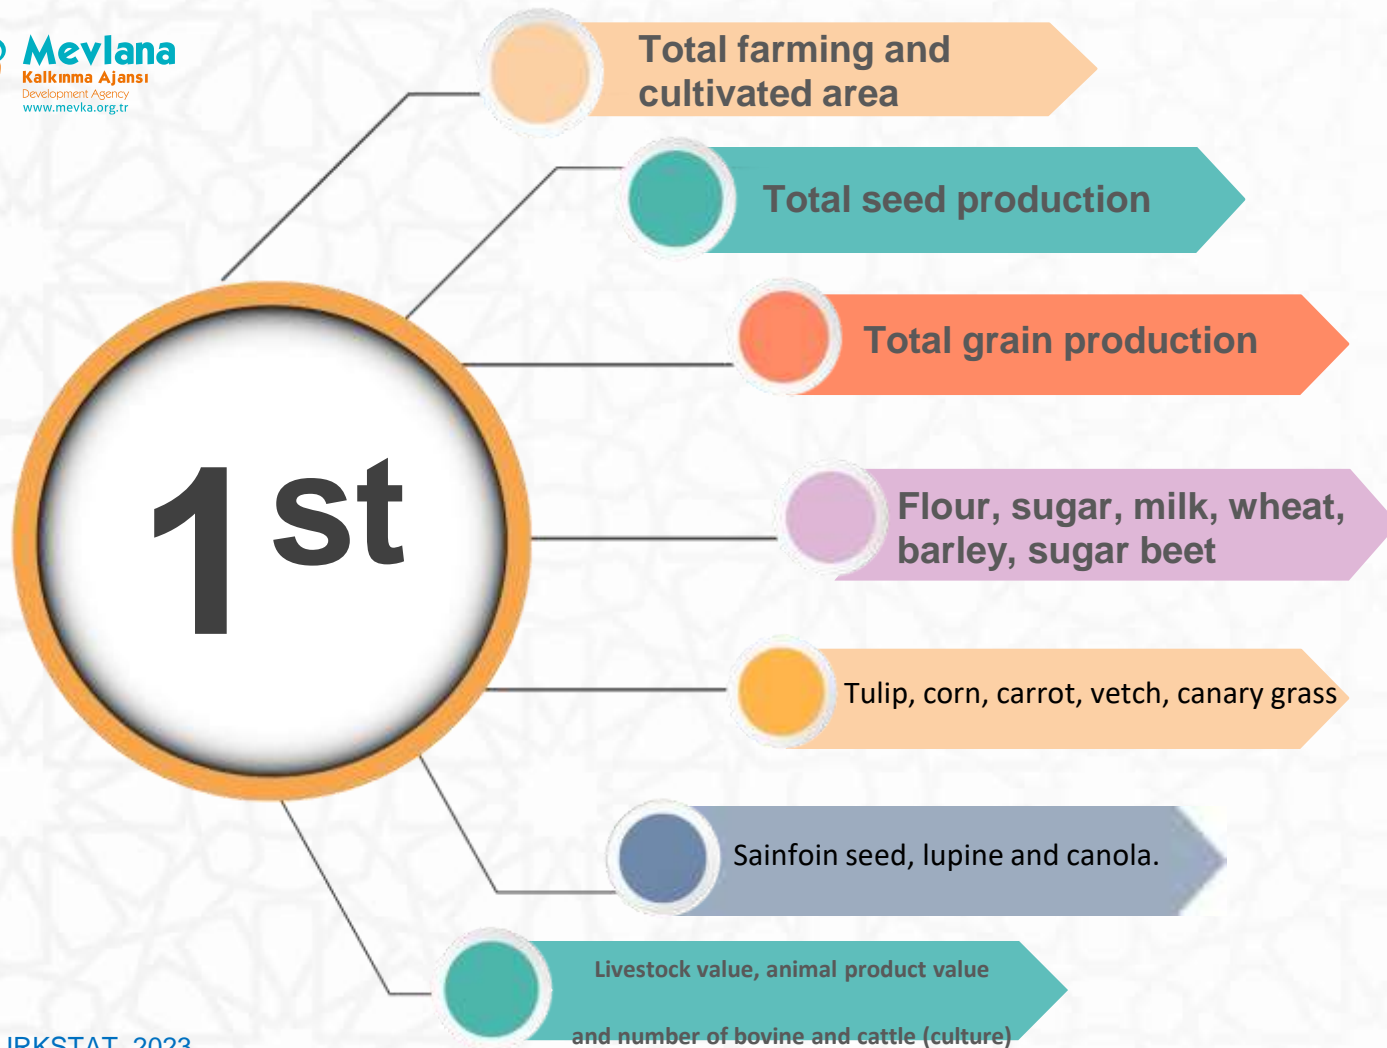 Mevlana
Kalkınma Ajansı
Development Agency
www.mevka.org.tr
Total farming and
cultivated area
Total seed production
Total grain production
1st
Flour, sugar, milk, wheat,
barley, sugar beet
Tulip, corn, carrot, vetch, canary grass
Sainfoin seed, lupine and canola.
Livestock value, animal product value
and number of bovine and cattle (culture)
2023